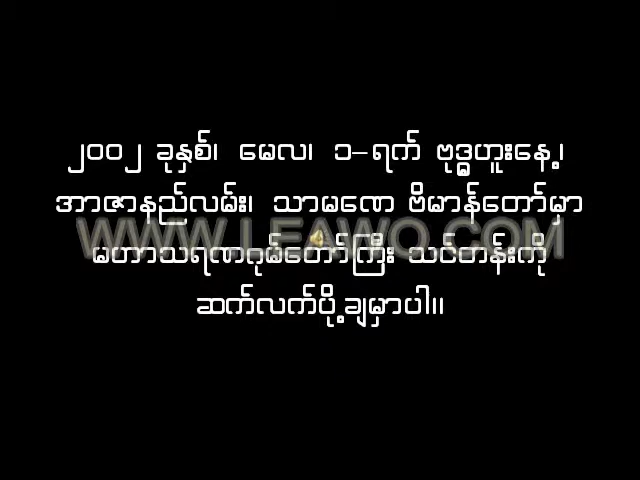 ၂၀၀၂ ခုနှစ်၊ မေလ၊ ၁-ရက် ဗုဒ္ဓဟူးနေ့၊
အာဇာနည်လမ်း၊ သာမဏေ ဗိမာန်တော်မှာ
WWW.LEAWO.COM
မဟာသရဏဂုမ်တော်ကြီး သင်တန်းကို
ဆက်လက်ပို့ချမှာပါ။